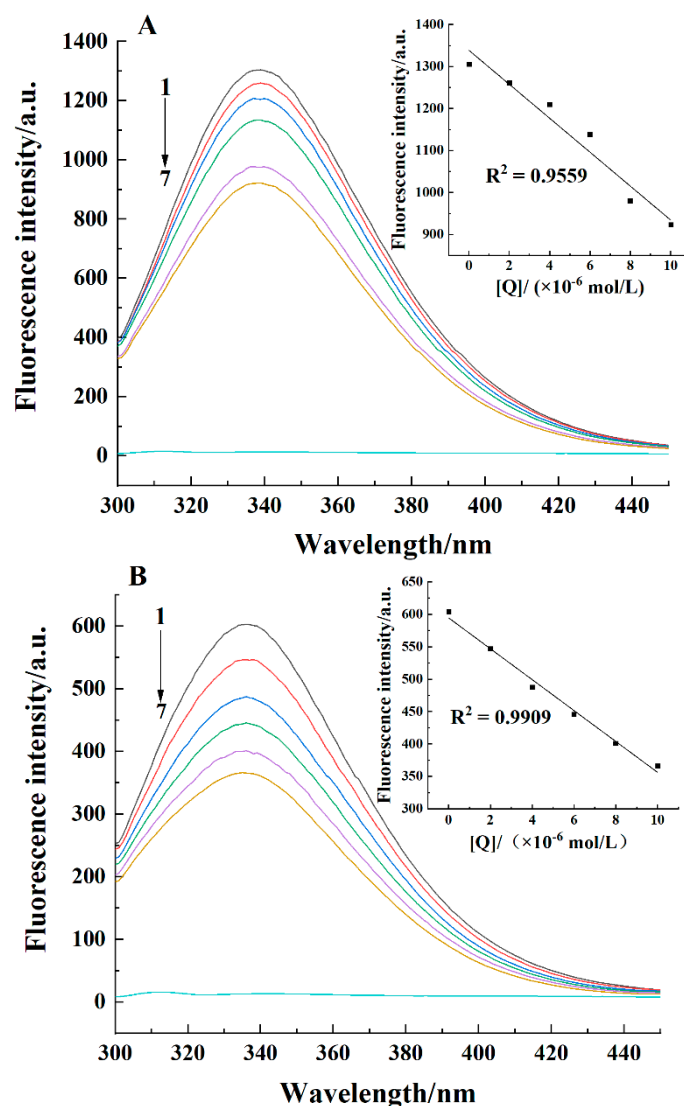 A
1
7
Fluorescence intensity/a.u.
1400
1200
1000
800
600
400
200
0
300 320 340 360 380 400 420 440
Wavelength/nm
Fluorescence intensity/a.u.
1400
1300
1200
1100
1000
900
R² = 0.9559
0 2 4 6 8 10
[Q]/ (×10⁻⁶ mol/L)
B
1
7
Fluorescence intensity/a.u.
600
500
400
300
200
100
0
300 320 340 360 380 400 420 440
Wavelength/nm
Fluorescence intensity/a.u.
650
600
550
500
450
400
350
300
R² = 0.9909
0 2 4 6 8 10
[Q]/（×10⁻⁶ mol/L）